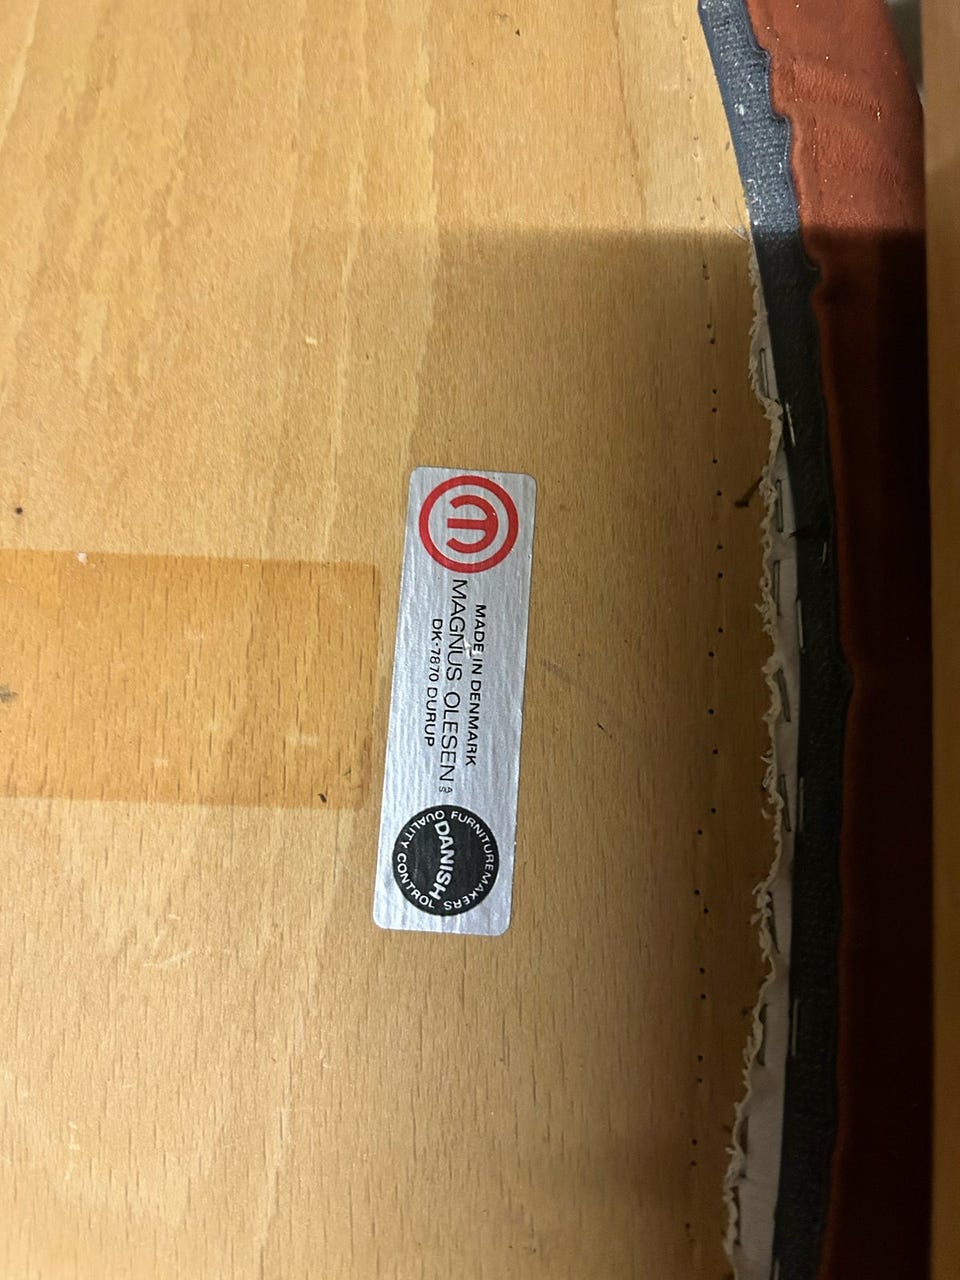 MADE IN DENMARK
MAGNUS OLESEN A/S
DK-7870 DURUP
DANISH
FURNITUREMAKERS
QUALITY CONTROL